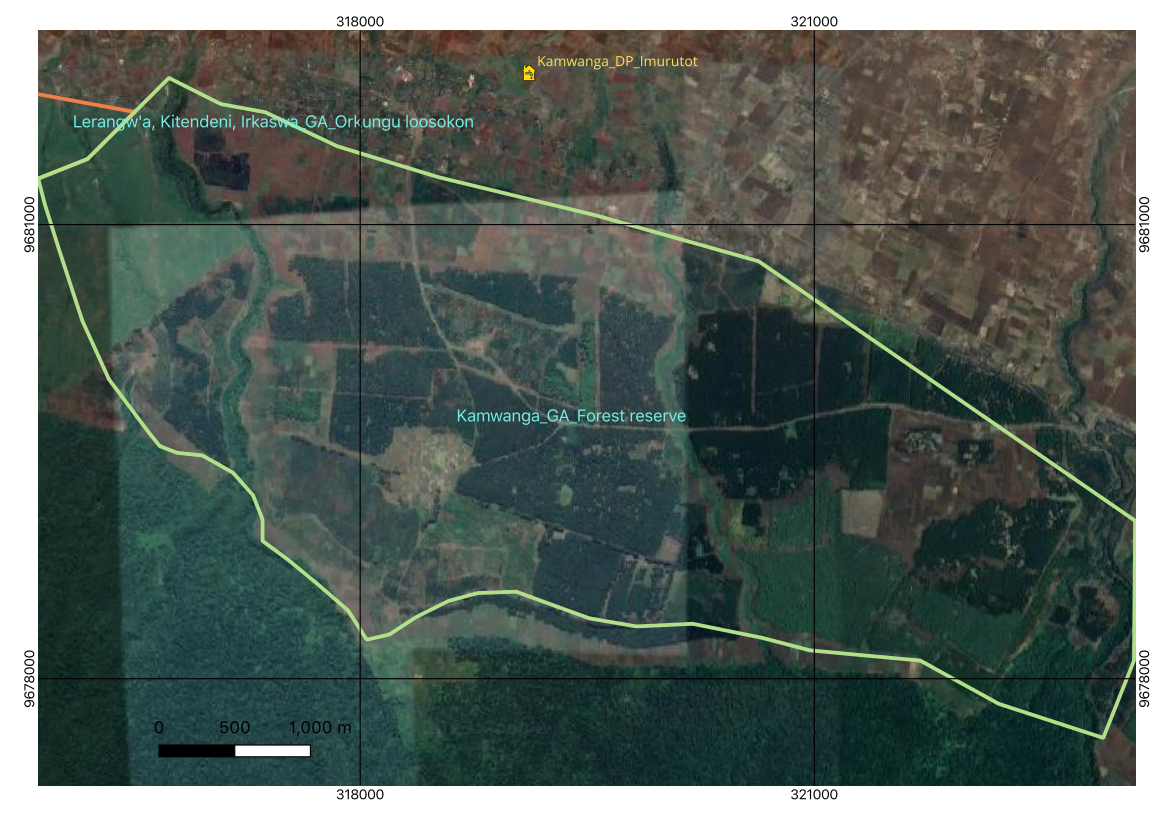 318000 321000
Kamwanga_DP_Imurutot
Lerangw'a, Kitendeni, Irkaswa_GA_Orkungu loosokon
9681000 9681000
Kamwanga_GA_Forest reserve
9678000 9678000
0 500 1,000 m
318000 321000